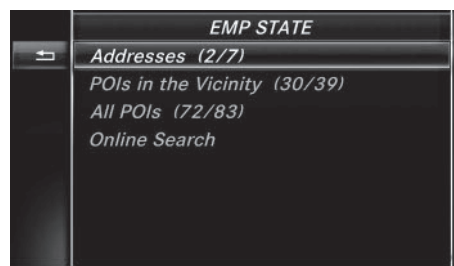 EMP STATE
Addresses (2/7)
POIs in the Vicinity (30/39)
All POIs (72/83)
Online Search